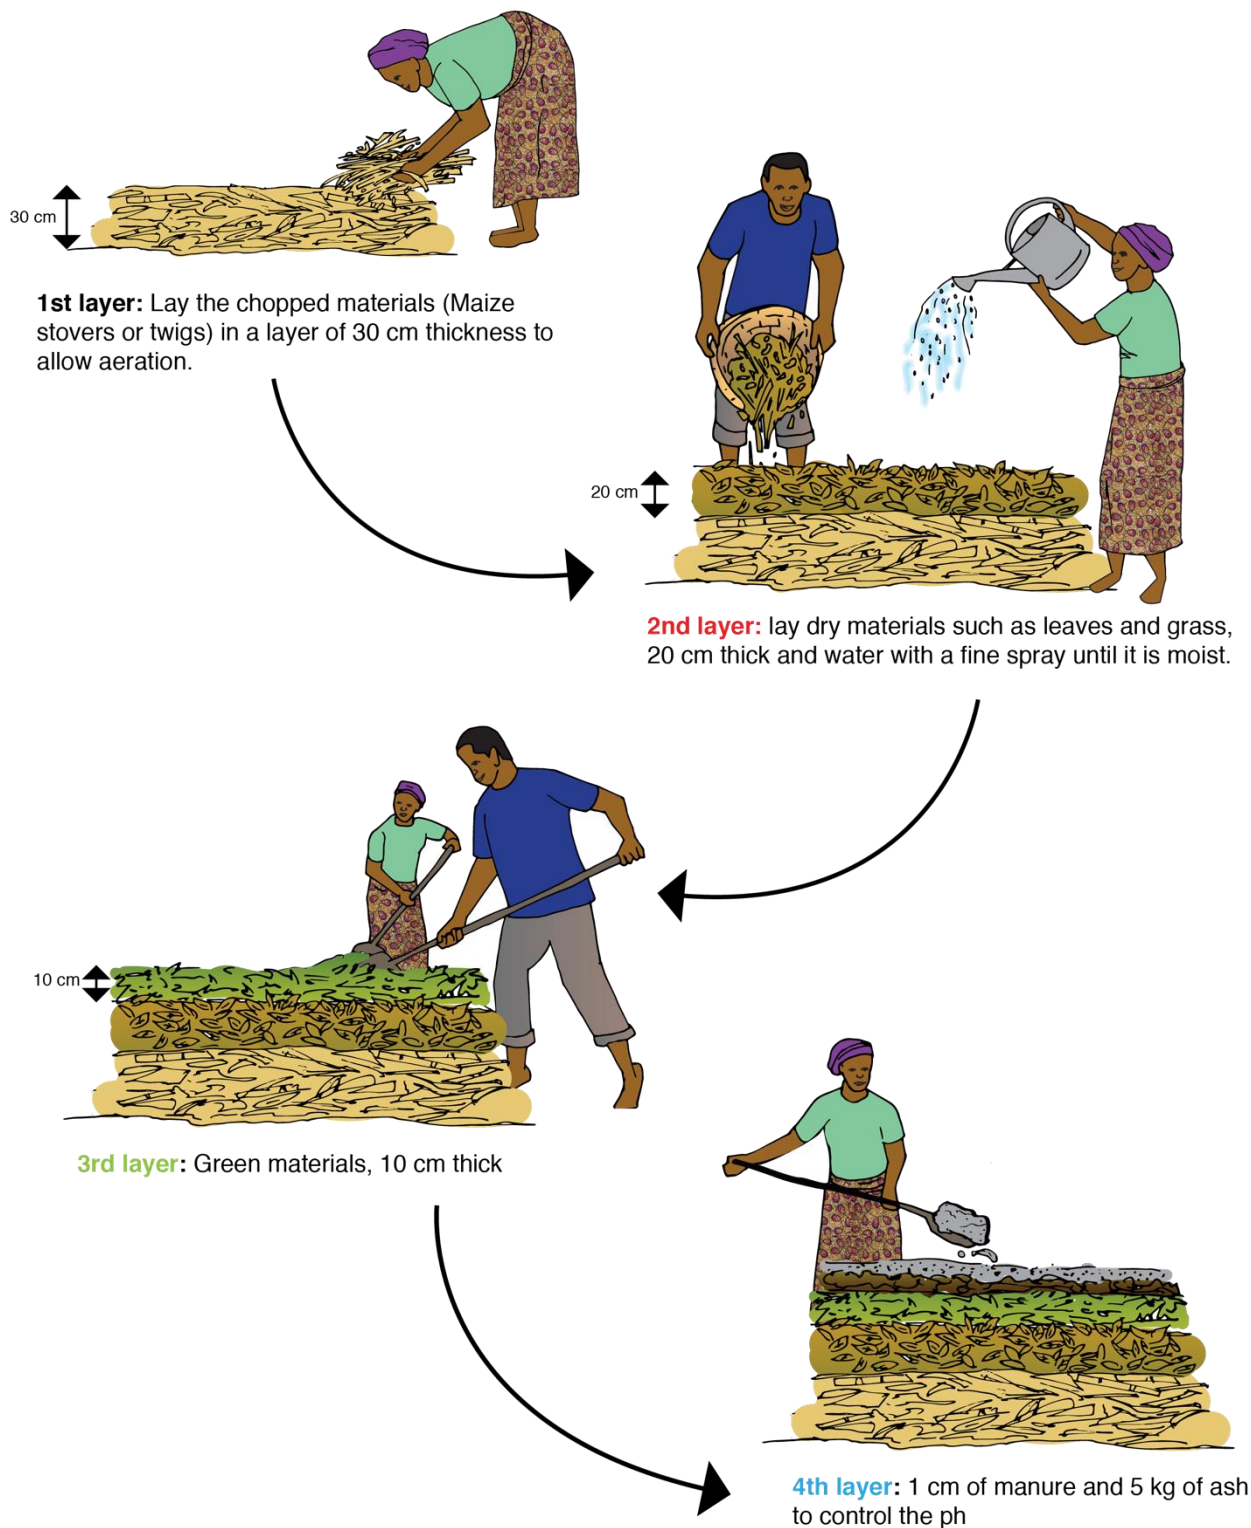 30 cm
1st layer: Lay the chopped materials (Maize
stovers or twigs) in a layer of 30 cm thickness to
allow aeration.
20 cm
2nd layer: lay dry materials such as leaves and grass,
20 cm thick and water with a fine spray until it is moist.
10 cm
3rd layer: Green materials, 10 cm thick
4th layer: 1 cm of manure and 5 kg of ash
to control the ph